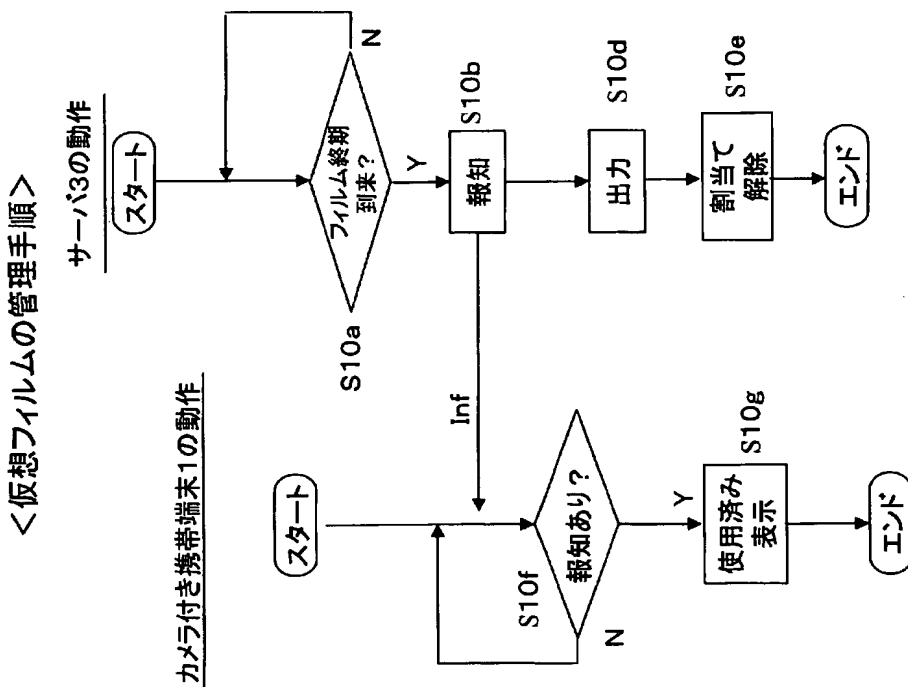 ＜仮想フィルムの管理手順＞
カメラ付き携帯端末1の動作
スタート
報知あり？
S10f
N
Y
使用済み
表示
S10g
エンド
Inf
サーバ3の動作
スタート
フィルム終期
到来？
S10a
N
Y
報知
S10b
出力
S10d
割当て
解除
S10e
エンド